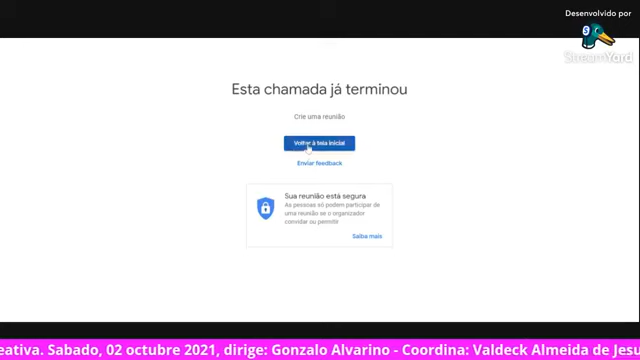 Desenvolvido por
StreamYard
Esta chamada já terminou
Crie uma reunião
Voltar à tela inicial
Enviar feedback
Sua reunião está segura
As pessoas só podem participar de
uma reunião se o organizador
convidar ou permitir
Saiba mais
eativa. Sabado, 02 octubre 2021, dirige: Gonzalo Alvarino - Coordina: Valdeck Almeida de Jesu